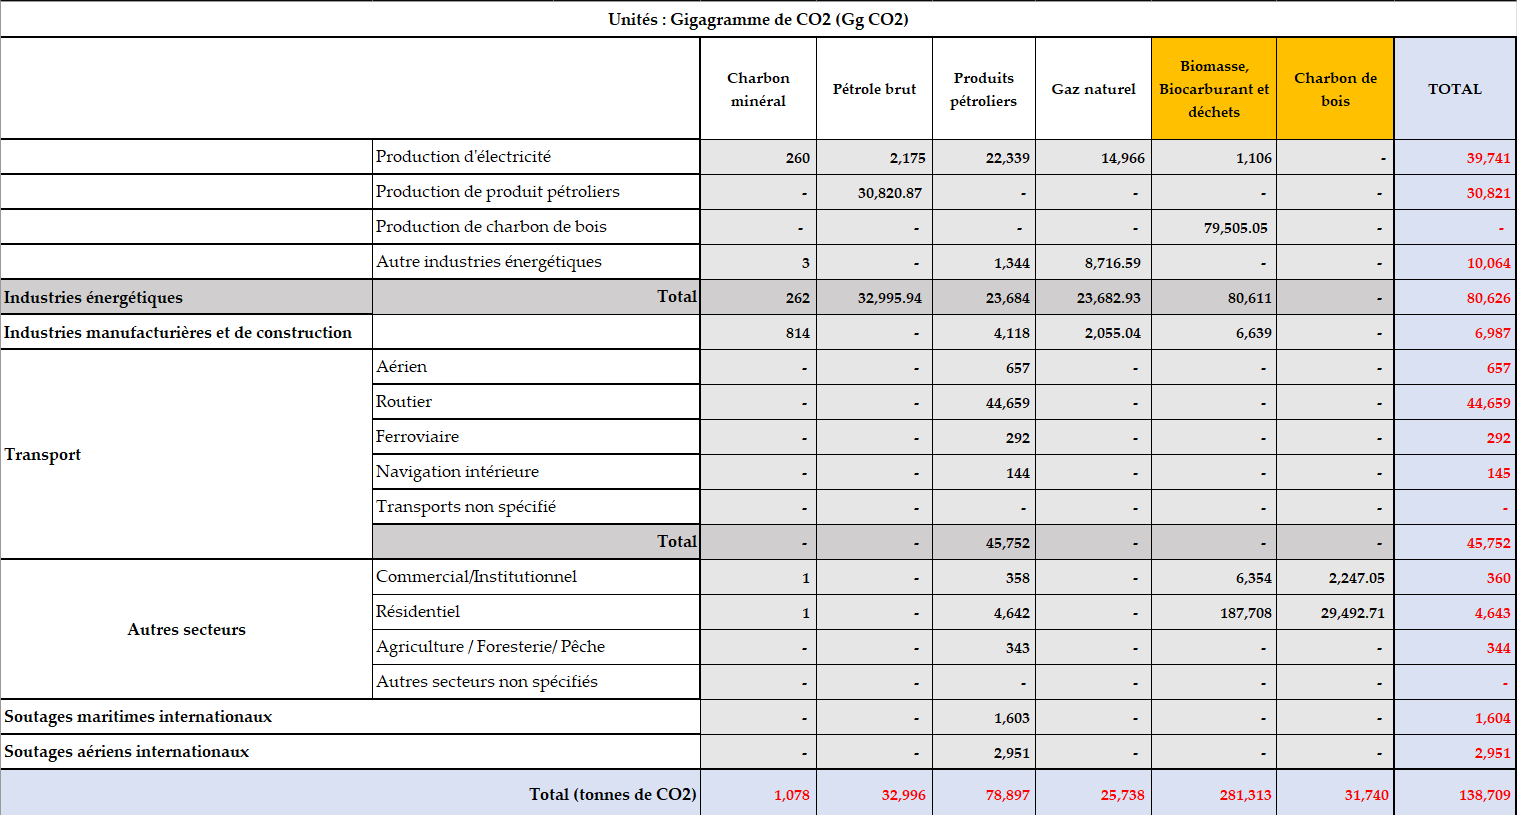 Unités : Gigagramme de CO2 (Gg CO2)
Charbon minéral | Pétrole brut | Produits pétroliers | Gaz naturel | Biomasse, Biocarburant et déchets | Charbon de bois | TOTAL
Production d'électricité | 260 | 2,175 | 22,339 | 14,966 | 1,106 | - | 39,741
Production de produit pétroliers | - | 30,820.87 | - | - | - | - | 30,821
Production de charbon de bois | - | - | - | - | 79,505.05 | - | -
Autre industries énergétiques | 3 | - | 1,344 | 8,716.59 | - | - | 10,064
Industries énergétiques | Total | 262 | 32,995.94 | 23,684 | 23,682.93 | 80,611 | - | 80,626
Industries manufacturières et de construction | 814 | - | 4,118 | 2,055.04 | 6,639 | - | 6,987
Transport
Aérien | - | - | 657 | - | - | - | 657
Routier | - | - | 44,659 | - | - | - | 44,659
Ferroviaire | - | - | 292 | - | - | - | 292
Navigation intérieure | - | - | 144 | - | - | - | 145
Transports non spécifié | - | - | - | - | - | - | -
Total | - | - | 45,752 | - | - | - | 45,752
Autres secteurs
Commercial/Institutionnel | 1 | - | 358 | - | 6,354 | 2,247.05 | 360
Résidentiel | 1 | - | 4,642 | - | 187,708 | 29,492.71 | 4,643
Agriculture / Foresterie/ Pêche | - | - | 343 | - | - | - | 344
Autres secteurs non spécifiés | - | - | - | - | - | - | -
Soutages maritimes internationaux | - | - | 1,603 | - | - | - | 1,604
Soutages aériens internationaux | - | - | 2,951 | - | - | - | 2,951
Total (tonnes de CO2) | 1,078 | 32,996 | 78,897 | 25,738 | 281,313 | 31,740 | 138,709